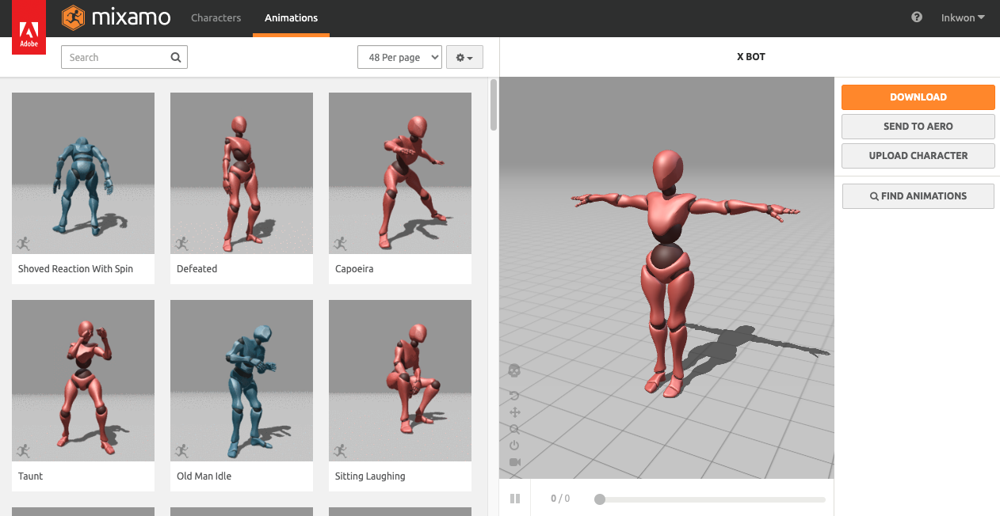 Adobe
mixamo
Characters
Animations
Inkwon
Search
48 Per page
X BOT
Shoved Reaction With Spin
Defeated
Capoeira
Taunt
Old Man Idle
Sitting Laughing
DOWNLOAD
SEND TO AERO
UPLOAD CHARACTER
FIND ANIMATIONS
0 / 0